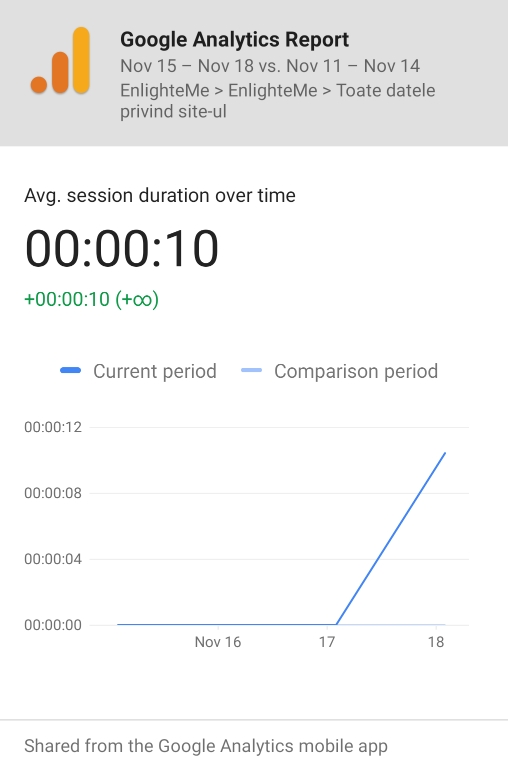 Google Analytics Report
Nov 15 – Nov 18 vs. Nov 11 – Nov 14
EnlighteMe > EnlighteMe > Toate datele
privind site-ul
Avg. session duration over time
00:00:10
+00:00:10 (+∞)
Current period
Comparison period
00:00:12
00:00:08
00:00:04
00:00:00
Nov 16
17
18
Shared from the Google Analytics mobile app